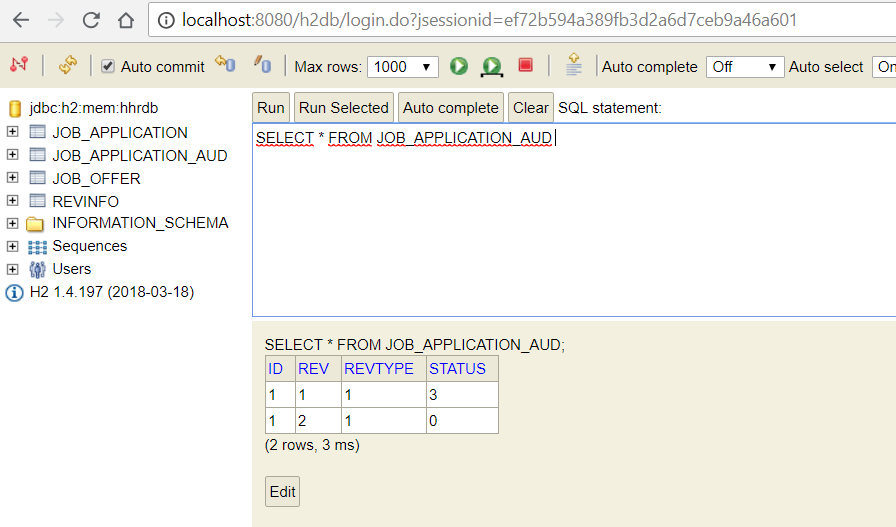 localhost:8080/h2db/login.do?jsessionid=ef72b594a389fb3d2a6d7ceb9a46a601
Auto commit Max rows: 1000 Auto complete Off Auto select On
jdbc:h2:mem:hhrdb
JOB_APPLICATION
JOB_APPLICATION_AUD
JOB_OFFER
REVINFO
INFORMATION_SCHEMA
Sequences
Users
H2 1.4.197 (2018-03-18)
Run Run Selected Auto complete Clear SQL statement:
SELECT * FROM JOB_APPLICATION_AUD
SELECT * FROM JOB_APPLICATION_AUD;
ID REV REVTYPE STATUS
1 1 1 3
1 2 1 0
(2 rows, 3 ms)
Edit